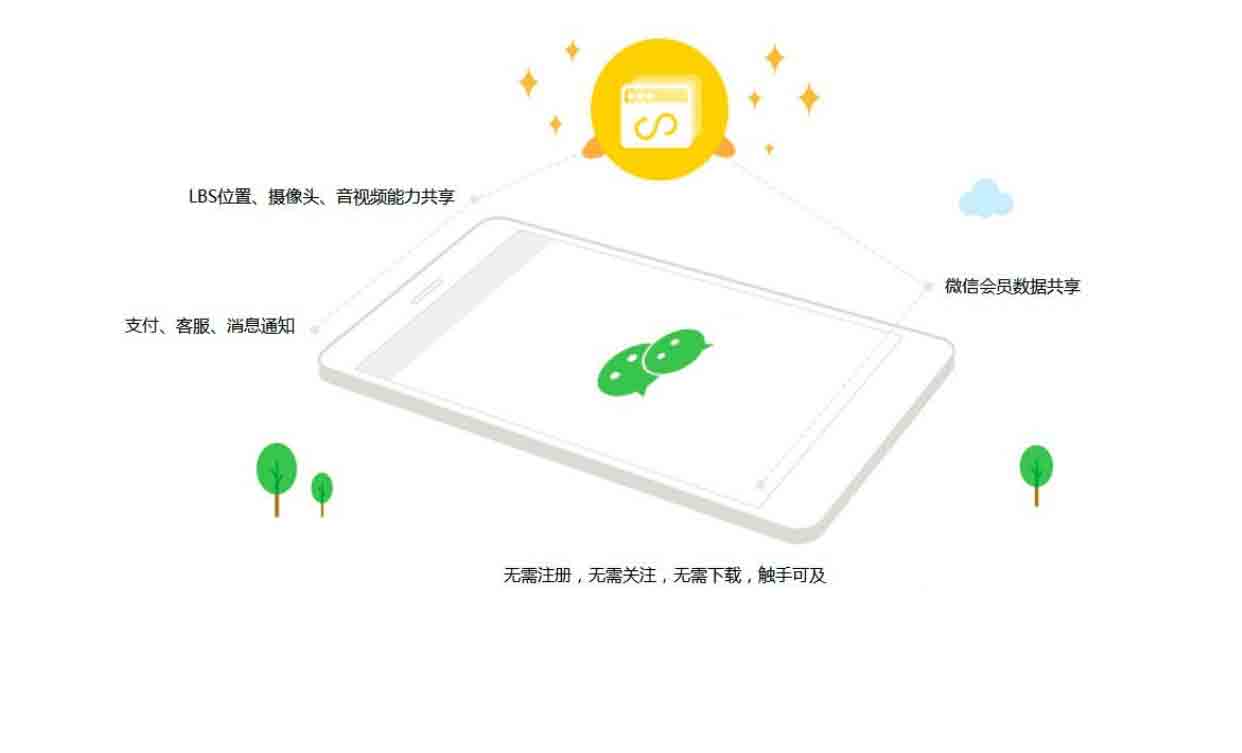 LBS位置、摄像头、音视频能力共享
微信会员数据共享
支付、客服、消息通知
无需注册，无需关注，无需下载，触手可及